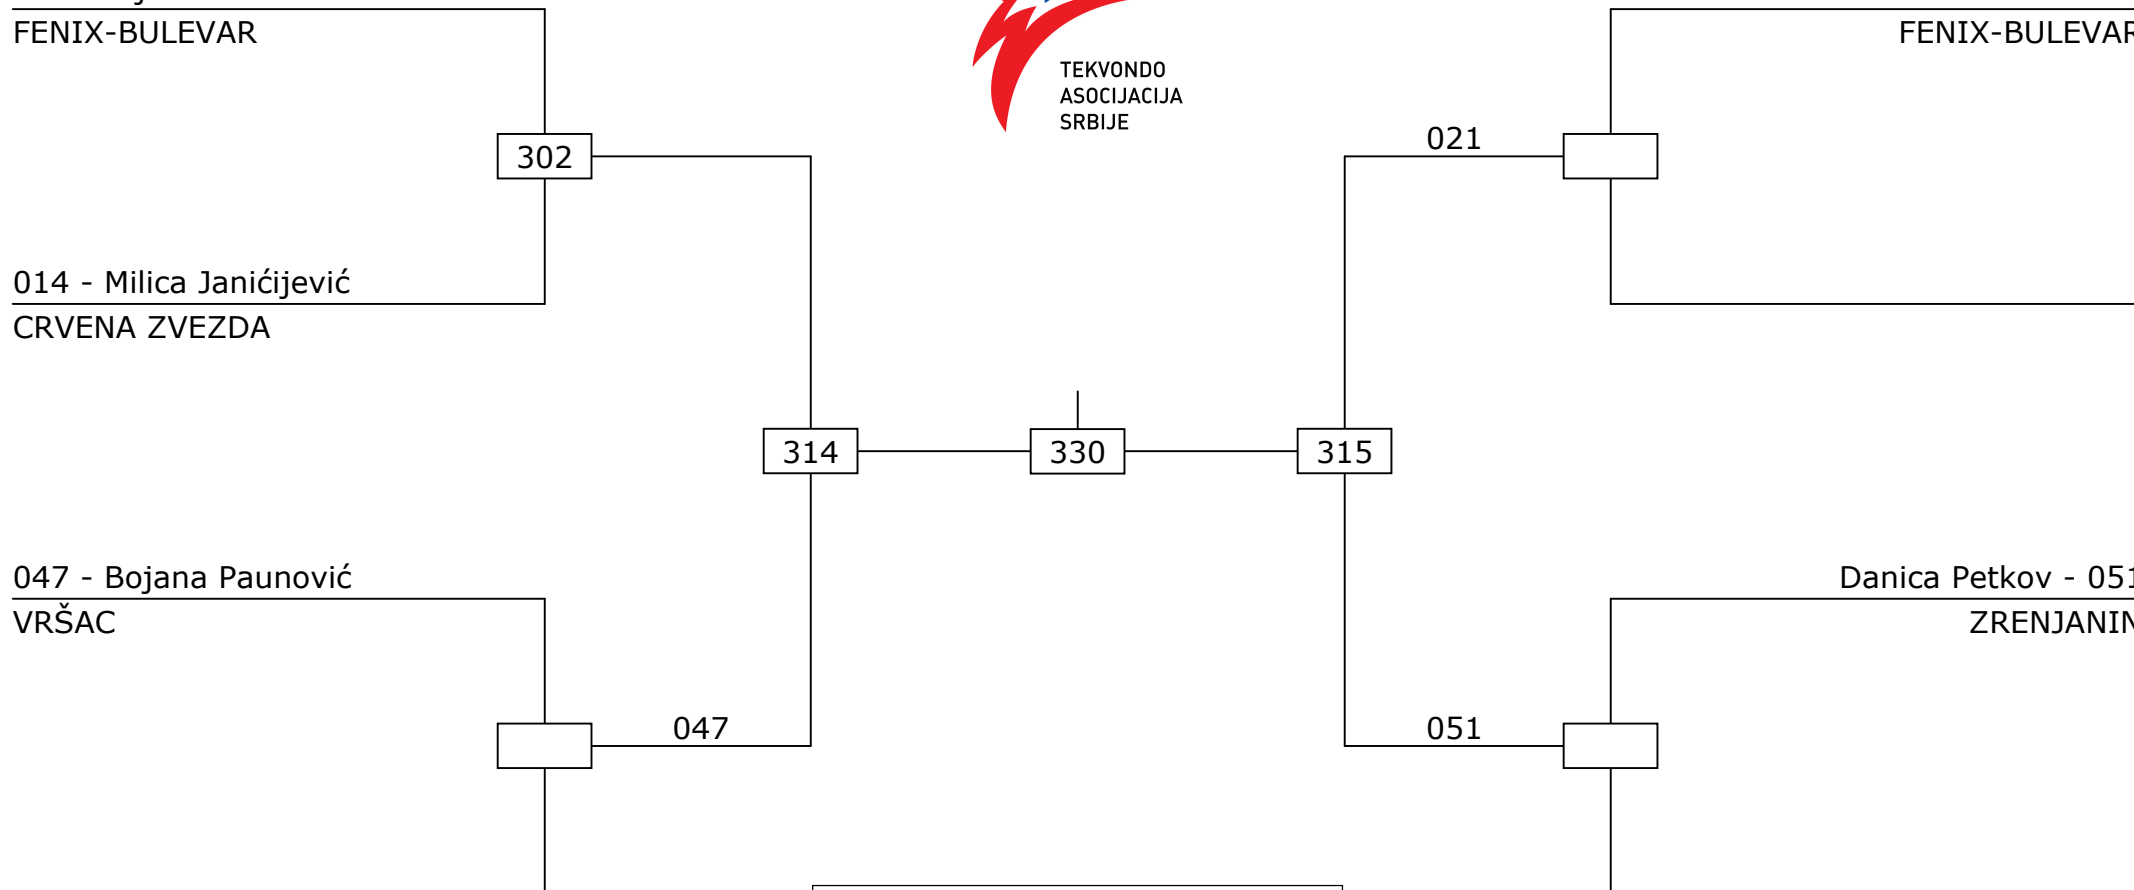 FENIX-BULEVAR
FENIX-BULEVAR
TEKVONDO
ASOCIJACIJA
SRBIJE
021
302
014 - Milica Janićijević
CRVENA ZVEZDA
314
330
315
047 - Bojana Paunović
Danica Petkov - 051
VRŠAC
ZRENJANIN
047
051